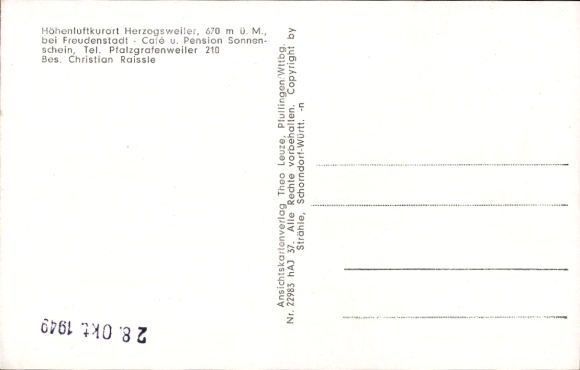 Höhenluftkurort Herzogsweiler, 670 m ü. M.,
bei Freudenstadt - Café u. Pension Sonnen-
schein, Tel. Pfalzgrafenweiler 210
Bes. Christian Raissle
Ansichtskartenverlag Theo Leuze, Pfullingen/Wttbg.
Nr. 22983 hAJ 37. Alle Rechte vorbehalten. Copyright by
Strähle, Schorndorf-Württ. -n
28. Okt. 1949